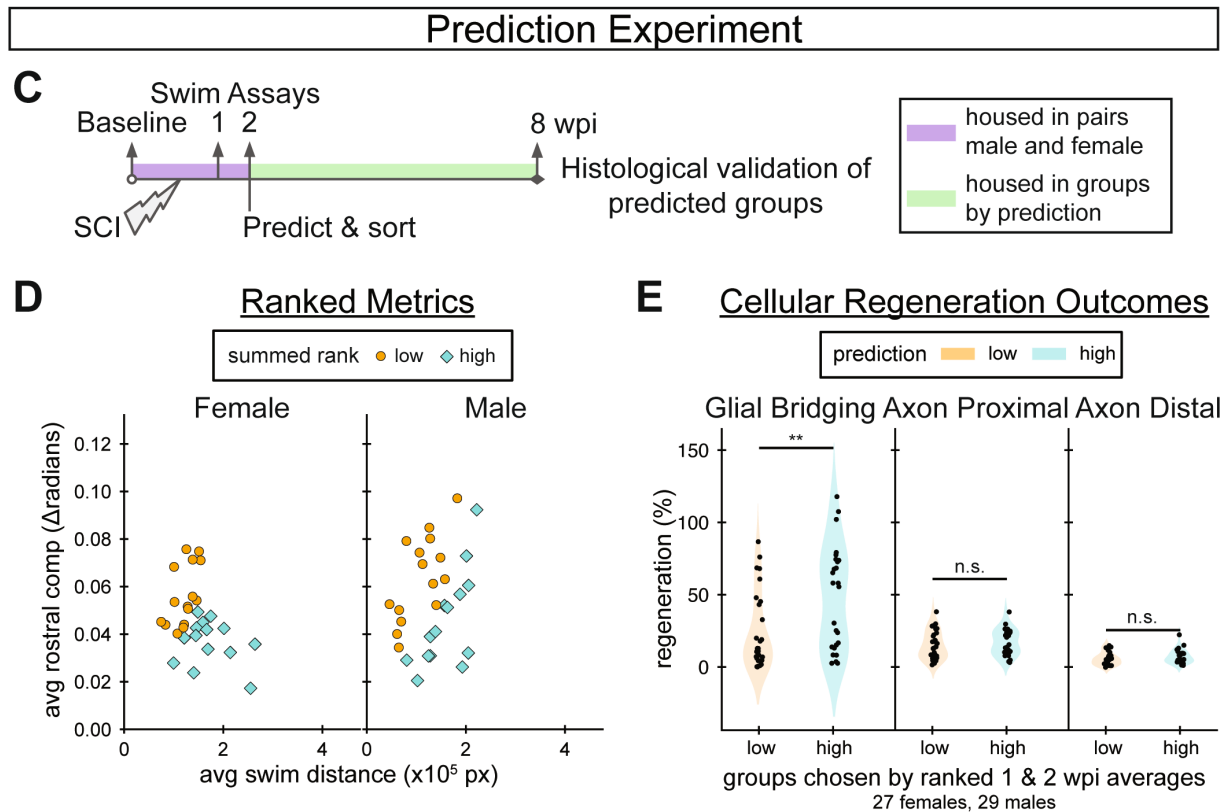 Prediction Experiment
C
Swim Assays
Baseline 1 2 8 wpi
SCI
Predict & sort
Histological validation of
predicted groups
housed in pairs
male and female
housed in groups
by prediction
D
Ranked Metrics
summed rank low high
Female Male
avg rostral comp (Δradians)
0.12
0.10
0.08
0.06
0.04
0.02
0.00
0 2 4 0 2 4
avg swim distance (x10⁵ px)
E
Cellular Regeneration Outcomes
prediction low high
Glial Bridging Axon Proximal Axon Distal
regeneration (%)
150
100
50
0
** n.s. n.s.
low high low high low high
groups chosen by ranked 1 & 2 wpi averages
27 females, 29 males